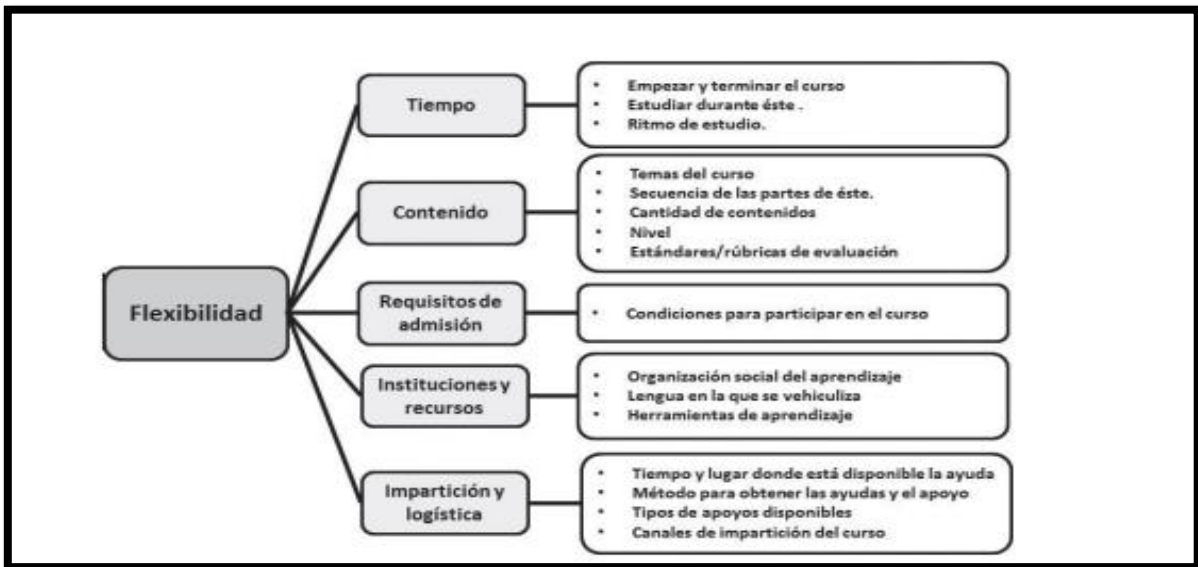 Flexibilidad
Tiempo
• Empezar y terminar el curso
• Estudiar durante éste .
• Ritmo de estudio.
Contenido
• Temas del curso
• Secuencia de las partes de éste.
• Cantidad de contenidos
• Nivel
• Estándares/rúbricas de evaluación
Requisitos de
admisión
• Condiciones para participar en el curso
Instituciones y
recursos
• Organización social del aprendizaje
• Lengua en la que se vehiculiza
• Herramientas de aprendizaje
Impartición y
logística
• Tiempo y lugar donde está disponible la ayuda
• Método para obtener las ayudas y el apoyo
• Tipos de apoyos disponibles
• Canales de impartición del curso